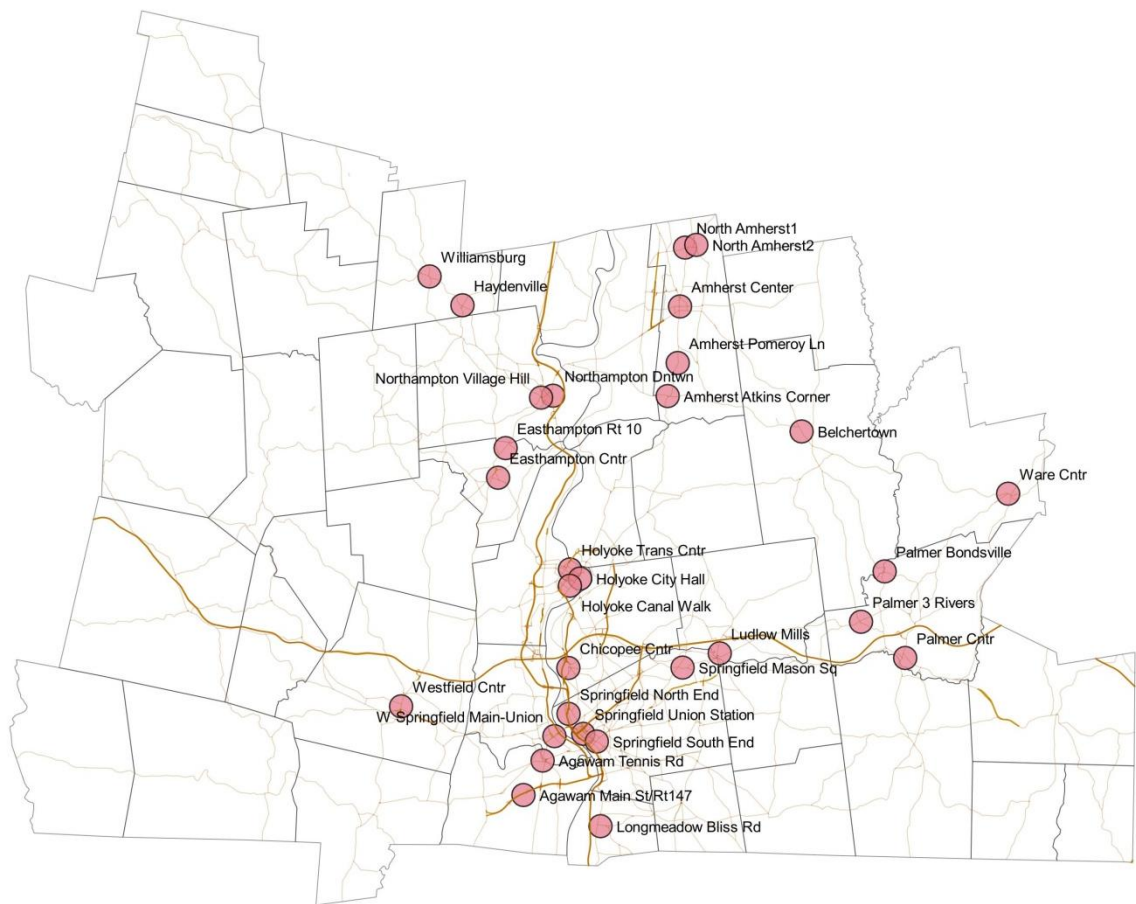 North Amherst1
North Amherst2
Williamsburg
Haydenville
Amherst Center
Amherst Pomeroy Ln
Northampton Village Hill
Northampton Dntwn
Amherst Atkins Corner
Easthampton Rt 10
Belchertown
Easthampton Cntr
Ware Cntr
Holyoke Trans Cntr
Palmer Bondsville
Holyoke City Hall
Palmer 3 Rivers
Holyoke Canal Walk
Ludlow Mills
Palmer Cntr
Chicopee Cntr
Springfield Mason Sq
Westfield Cntr
Springfield North End
W Springfield Main-Union
Springfield Union Station
Springfield South End
Agawam Tennis Rd
Agawam Main St/Rt147
Longmeadow Bliss Rd